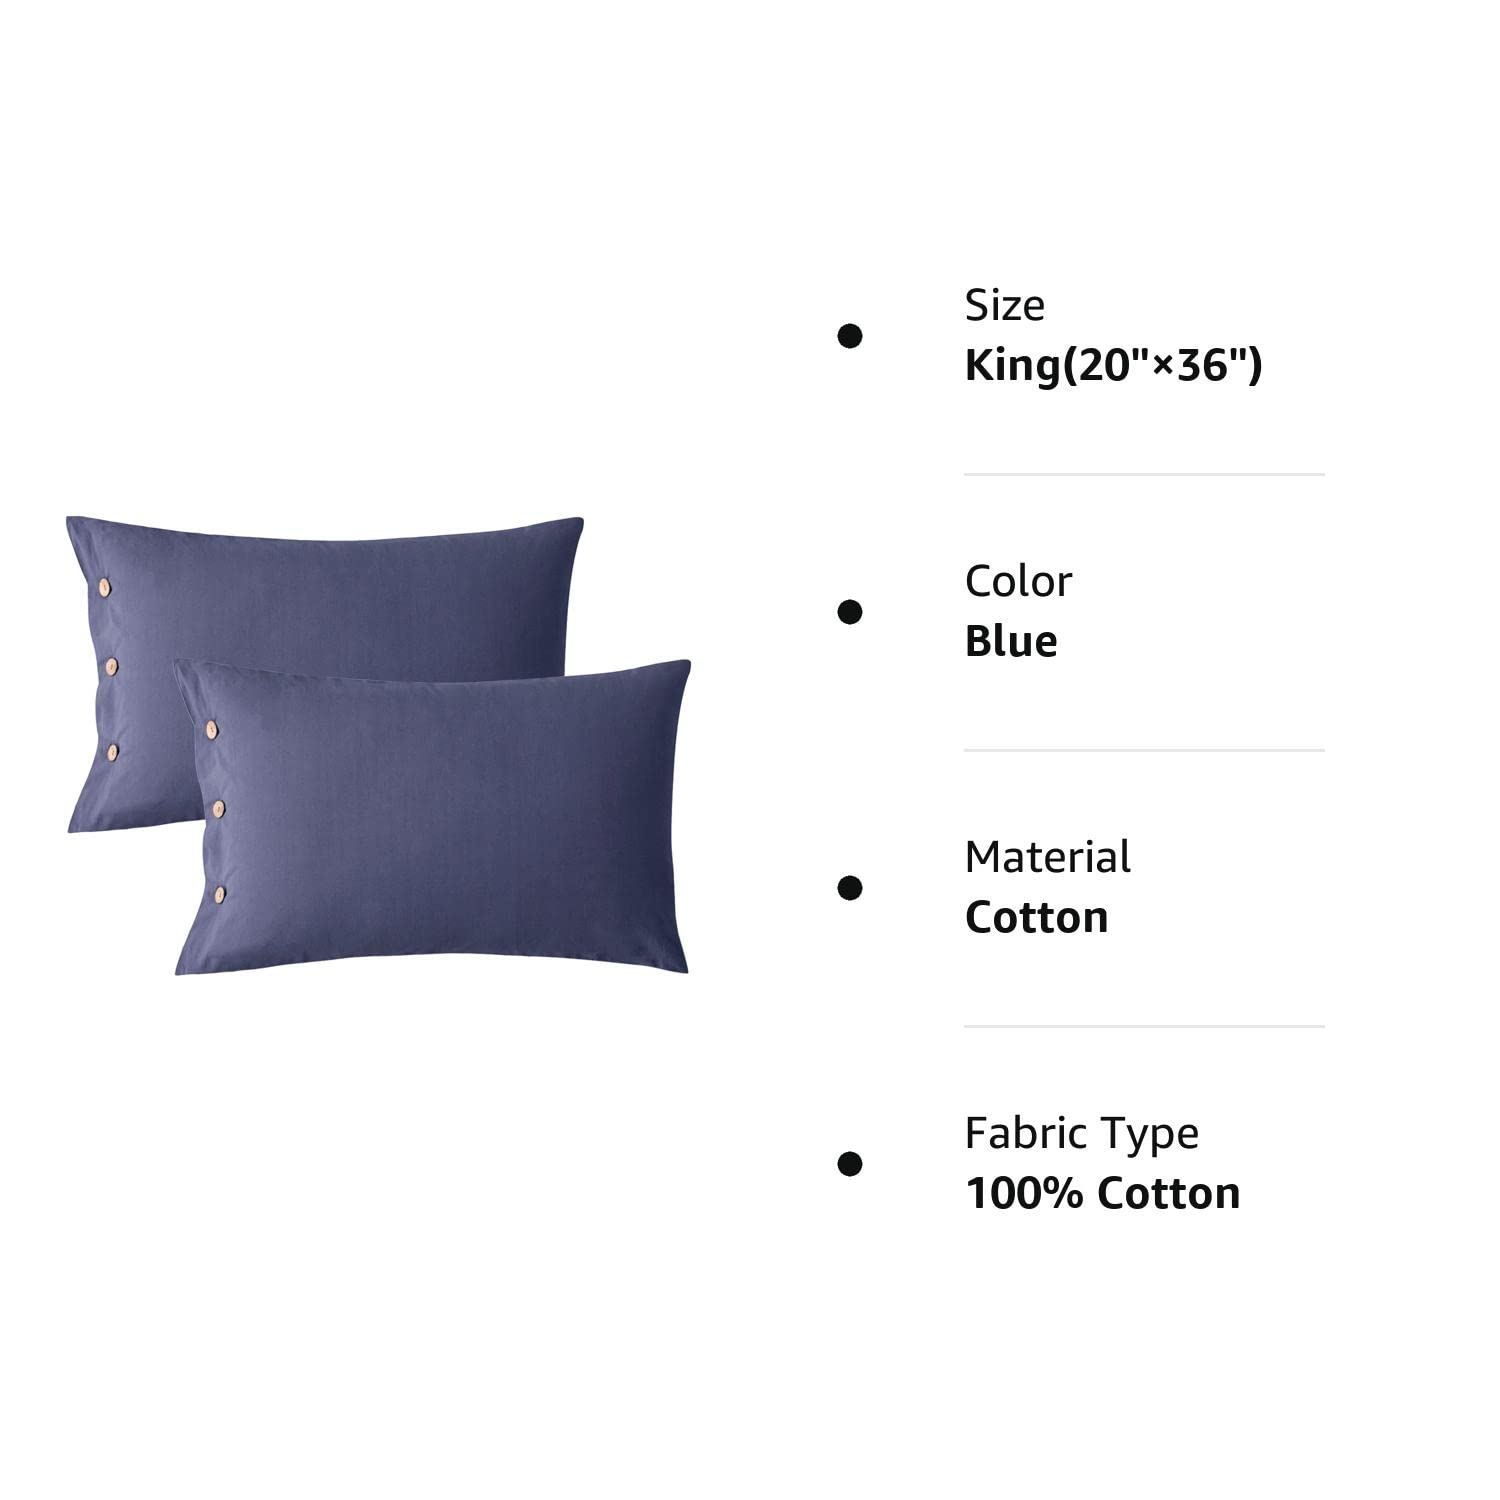 Size
King(20"×36")
Color
Blue
Material
Cotton
Fabric Type
100% Cotton